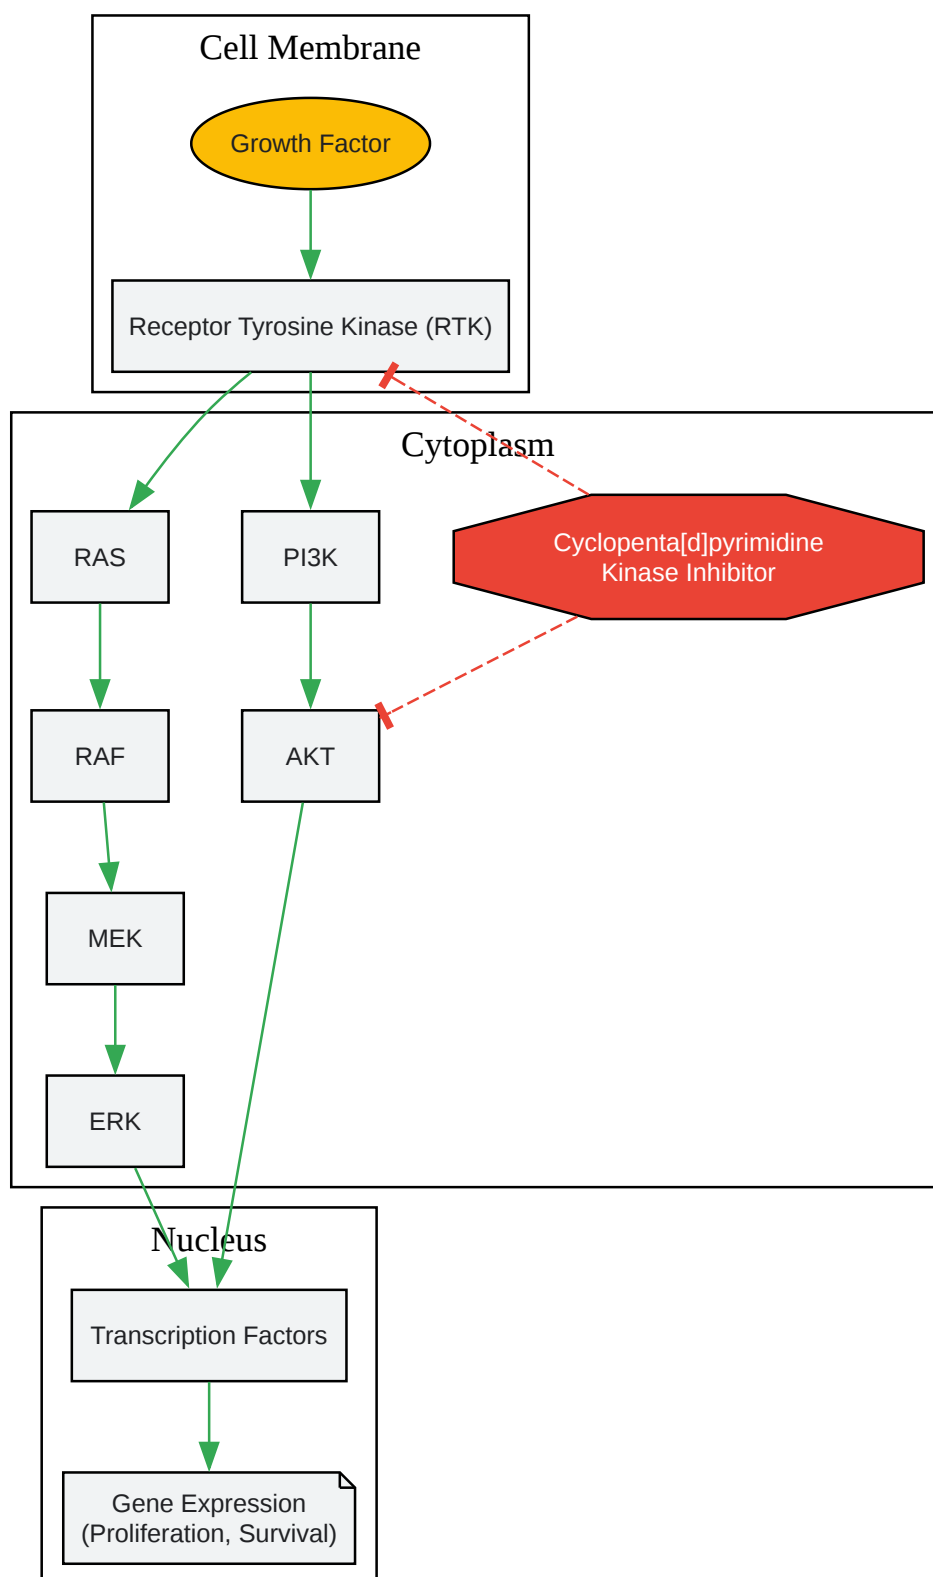 Cell Membrane
Growth Factor
Receptor Tyrosine Kinase (RTK)
Cytoplasm
RAS
PI3K
Cyclopenta[d]pyrimidine
Kinase Inhibitor
RAF
AKT
MEK
ERK
Nucleus
Transcription Factors
Gene Expression
(Proliferation, Survival)